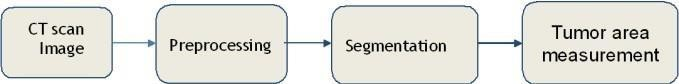 CT scan
Image
Preprocessing
Segmentation
Tumor area
measurement